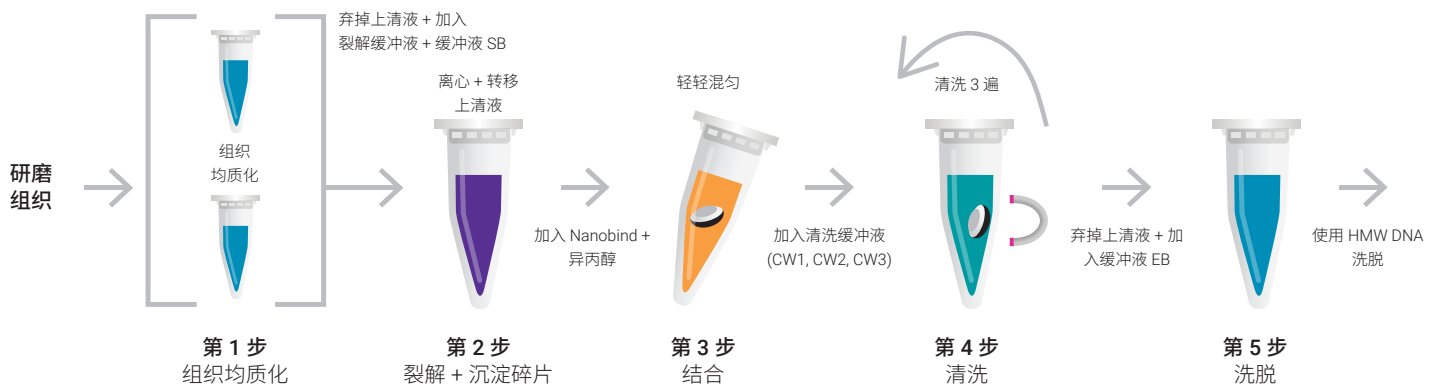 研磨
组织
组织
均质化
弃掉上清液 + 加入
裂解缓冲液 + 缓冲液 SB
离心 + 转移
上清液
加入 Nanobind +
异丙醇
轻轻混匀
加入清洗缓冲液
(CW1, CW2, CW3)
清洗 3 遍
弃掉上清液 + 加
入缓冲液 EB
使用 HMW DNA
洗脱
第 1 步
组织均质化
第 2 步
裂解 + 沉淀碎片
第 3 步
结合
第 4 步
清洗
第 5 步
洗脱